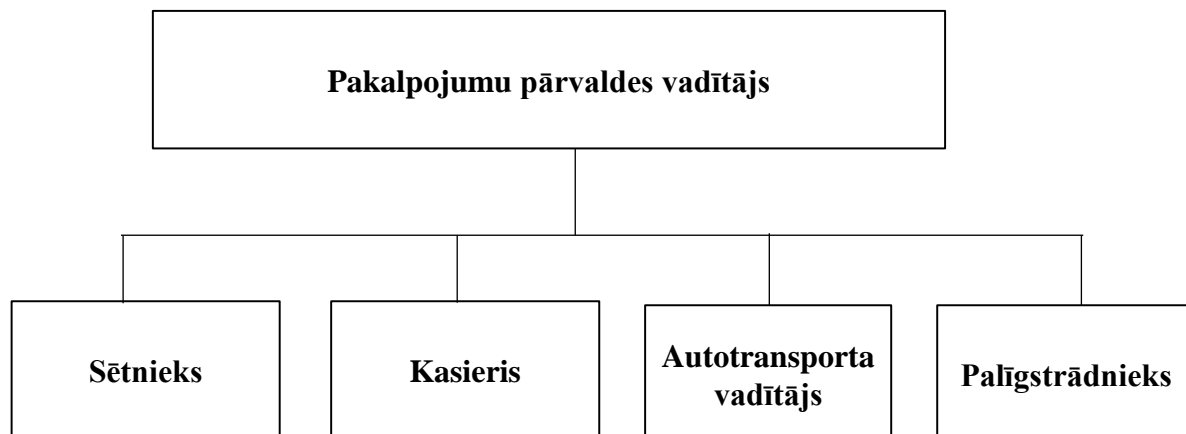 Pakalpojumu pārvaldes vadītājs
Sētnieks
Kasieris
Autotransporta
vadītājs
Palīgstrādnieks